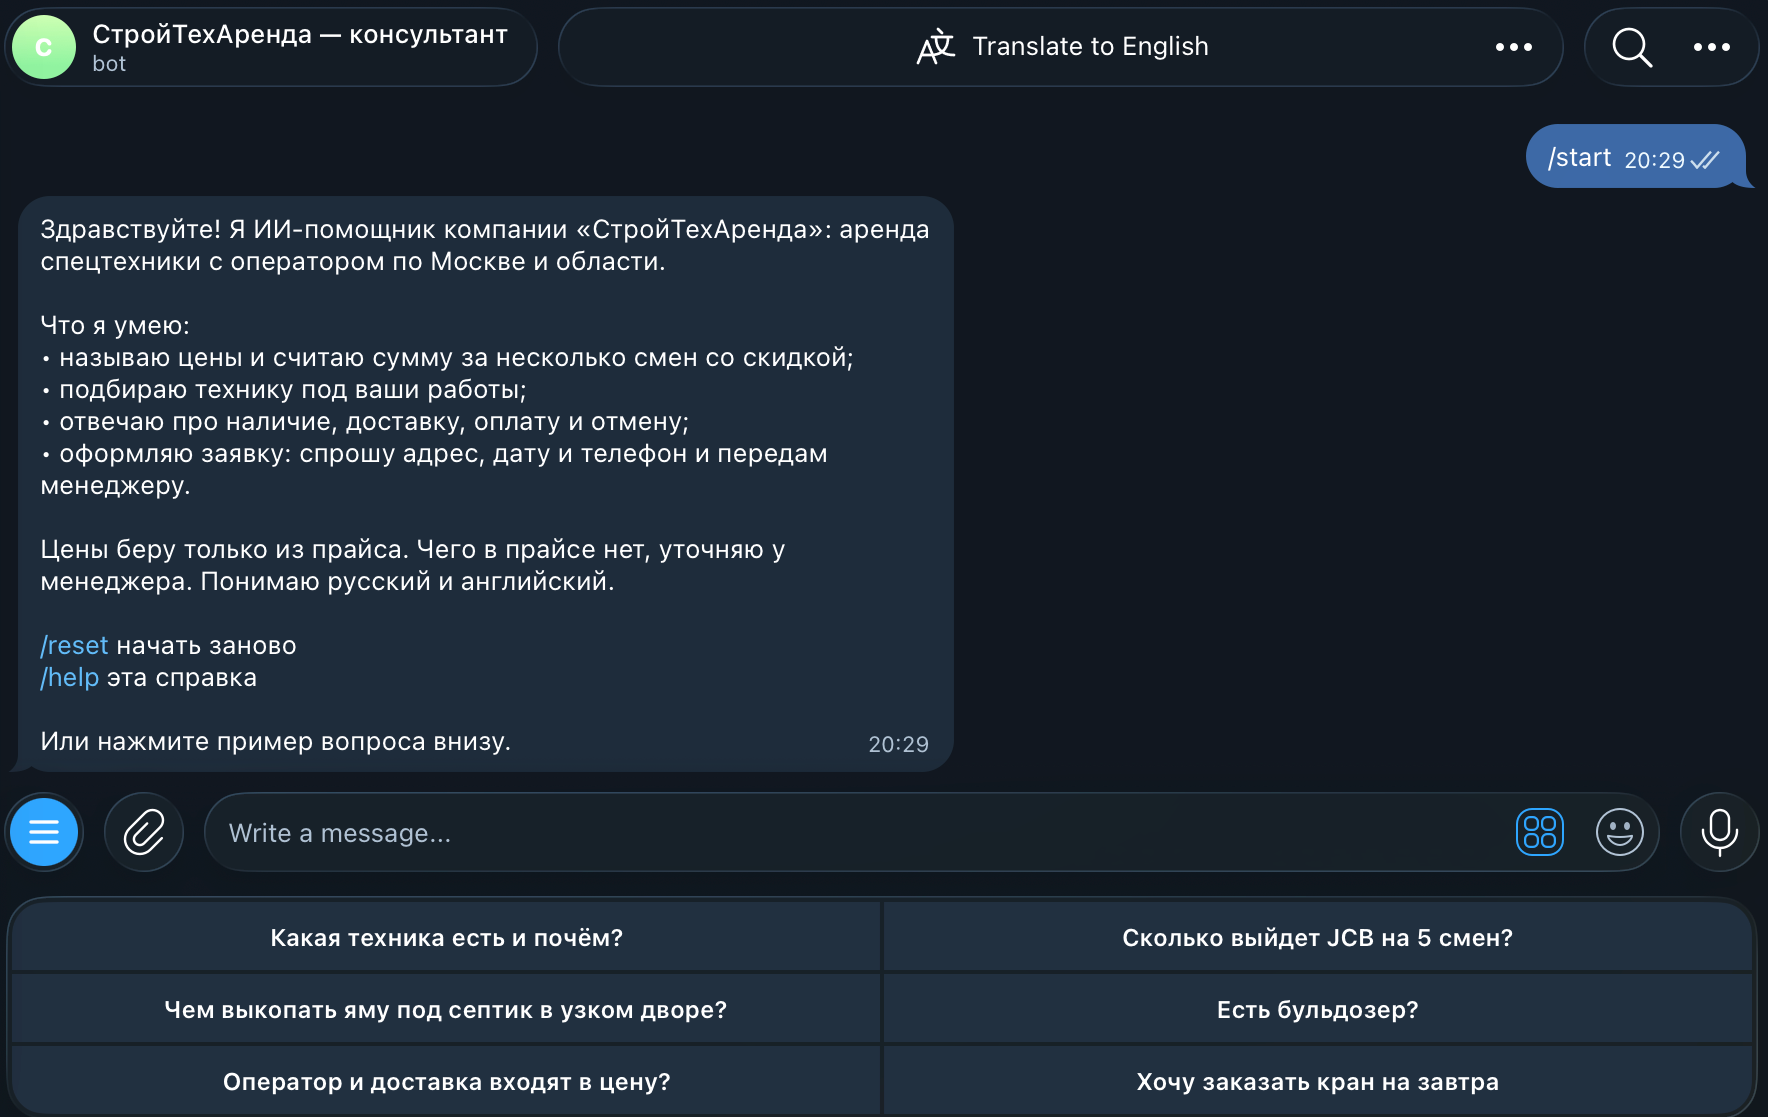 СтройТехАренда — консультант
bot
Translate to English
/start 20:29
Здравствуйте! Я ИИ-помощник компании «СтройТехАренда»: аренда
спецтехники с оператором по Москве и области.
Что я умею:
• называю цены и считаю сумму за несколько смен со скидкой;
• подбираю технику под ваши работы;
• отвечаю про наличие, доставку, оплату и отмену;
• оформляю заявку: спрошу адрес, дату и телефон и передам
менеджеру.
Цены беру только из прайса. Чего в прайсе нет, уточняю у
менеджера. Понимаю русский и английский.
/reset начать заново
/help эта справка
Или нажмите пример вопроса внизу.
20:29
Write a message...
Какая техника есть и почём?
Сколько выйдет JCB на 5 смен?
Чем выкопать яму под септик в узком дворе?
Есть бульдозер?
Оператор и доставка входят в цену?
Хочу заказать кран на завтра